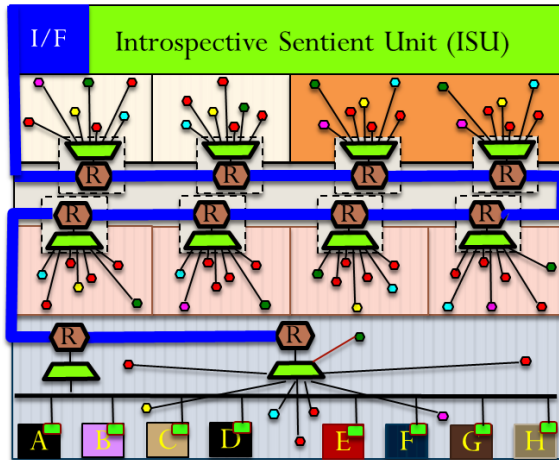 I/F Introspective Sentient Unit (ISU)
R R R R
R R R R
R R
A B C D E F G H